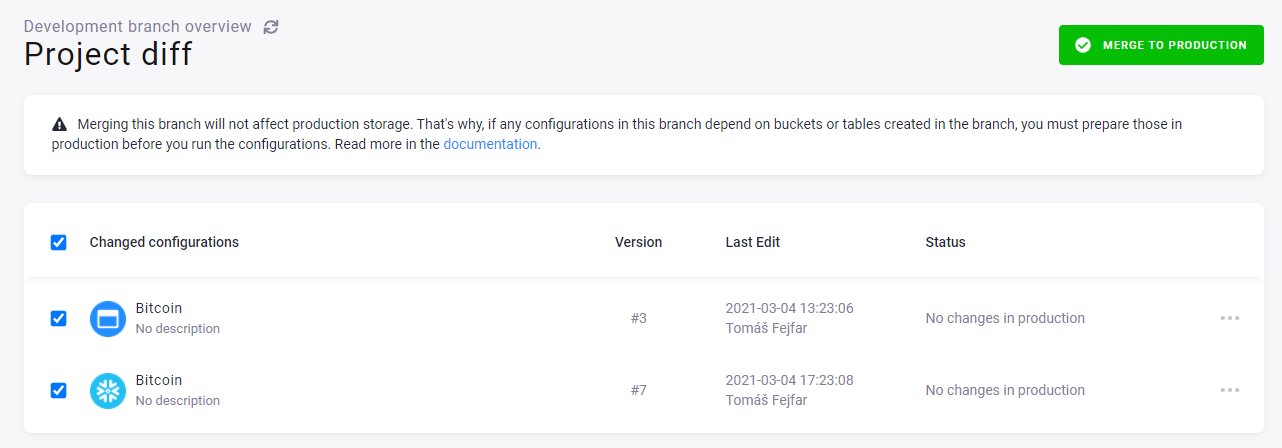 Development branch overview
Project diff
MERGE TO PRODUCTION
Merging this branch will not affect production storage. That's why, if any configurations in this branch depend on buckets or tables created in the branch, you must prepare those in
production before you run the configurations. Read more in the documentation.
Changed configurations Version Last Edit Status
Bitcoin
No description
#3
2021-03-04 13:23:06
Tomáš Fejfar
No changes in production
Bitcoin
No description
#7
2021-03-04 17:23:08
Tomáš Fejfar
No changes in production